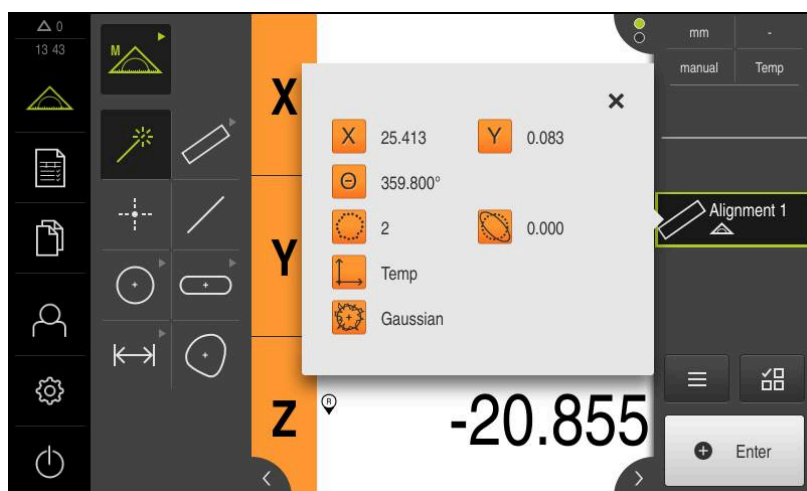 0
13 43
M
X
Y
Z
X 25.413 Y 0.083
Θ 359.800°
2 0.000
Temp
Gaussian
R
-20.855
mm -
manual Temp
Alignment 1
Enter